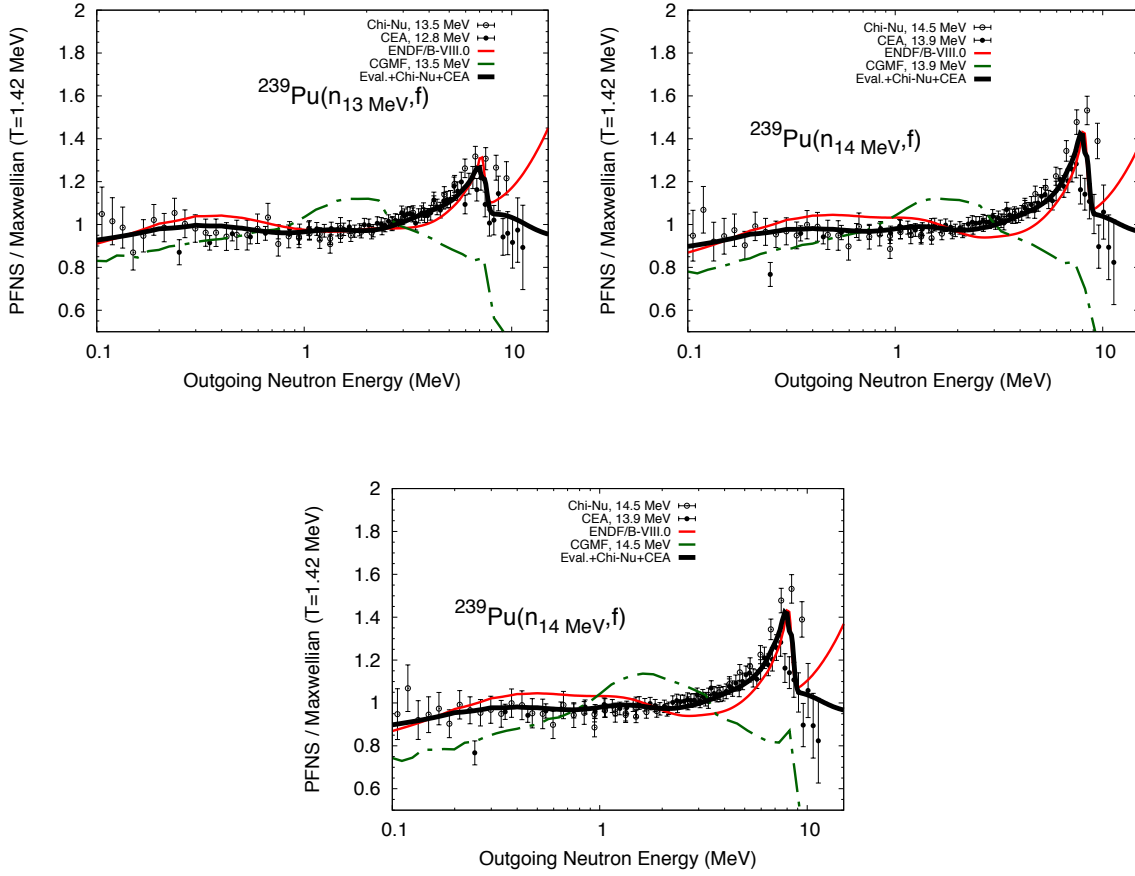 PFNS / Maxwellian (T=1.42 MeV)
2
1.8
1.6
1.4
1.2
1
0.8
0.6
Chi-Nu, 13.5 MeV
CEA, 12.8 MeV
ENDF/B-VIII.0
CGMF, 13.5 MeV
Eval.+Chi-Nu+CEA
²³⁹Pu(n₁₃ MeV,f)
0.1
1
10
Outgoing Neutron Energy (MeV)
PFNS / Maxwellian (T=1.42 MeV)
2
1.8
1.6
1.4
1.2
1
0.8
0.6
Chi-Nu, 14.5 MeV
CEA, 13.9 MeV
ENDF/B-VIII.0
CGMF, 13.9 MeV
Eval.+Chi-Nu+CEA
²³⁹Pu(n₁₄ MeV,f)
0.1
1
10
Outgoing Neutron Energy (MeV)
PFNS / Maxwellian (T=1.42 MeV)
2
1.8
1.6
1.4
1.2
1
0.8
0.6
Chi-Nu, 14.5 MeV
CEA, 13.9 MeV
ENDF/B-VIII.0
CGMF, 14.5 MeV
Eval.+Chi-Nu+CEA
²³⁹Pu(n₁₄ MeV,f)
0.1
1
10
Outgoing Neutron Energy (MeV)